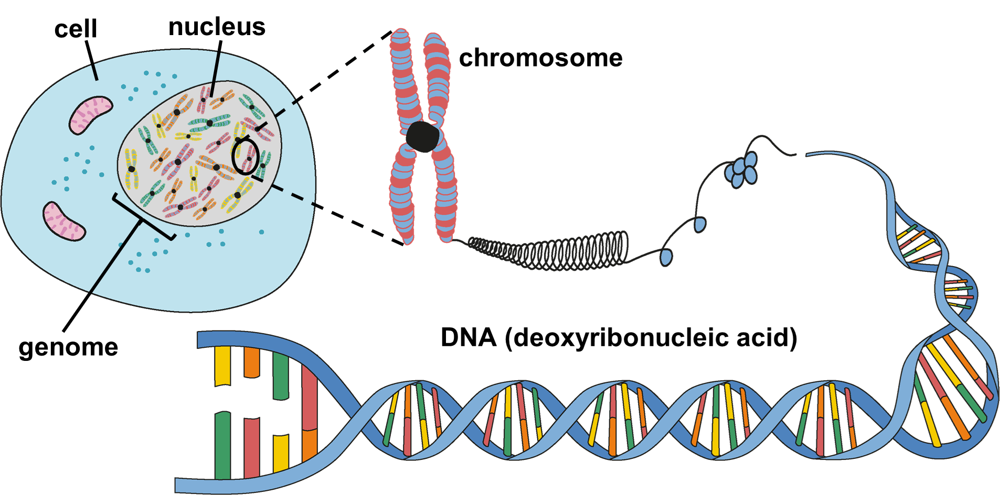 cell
nucleus
chromosome
genome
DNA (deoxyribonucleic acid)